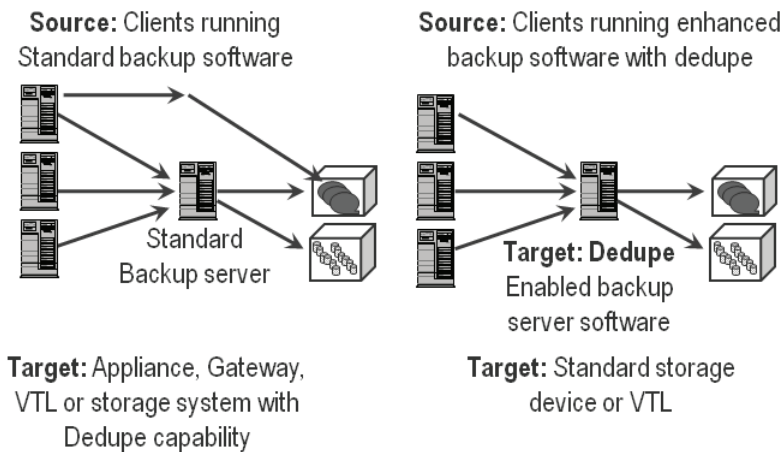 Source: Clients running
Standard backup software
Standard
Backup server
Target: Appliance, Gateway,
VTL or storage system with
Dedupe capability
Source: Clients running enhanced
backup software with dedupe
Target: Dedupe
Enabled backup
server software
Target: Standard storage
device or VTL